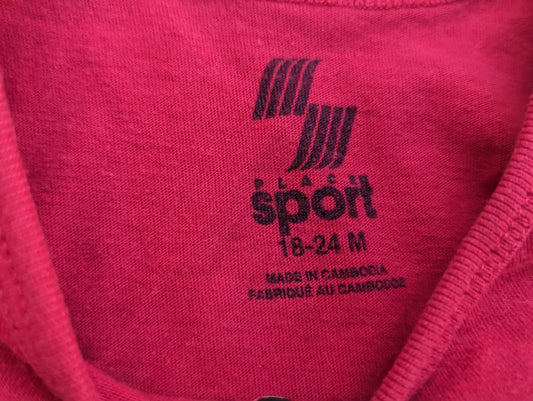 PLACE
sport
18-24 M
MADE IN CAMBODIA
FABRIQUÉ AU CAMBODGE